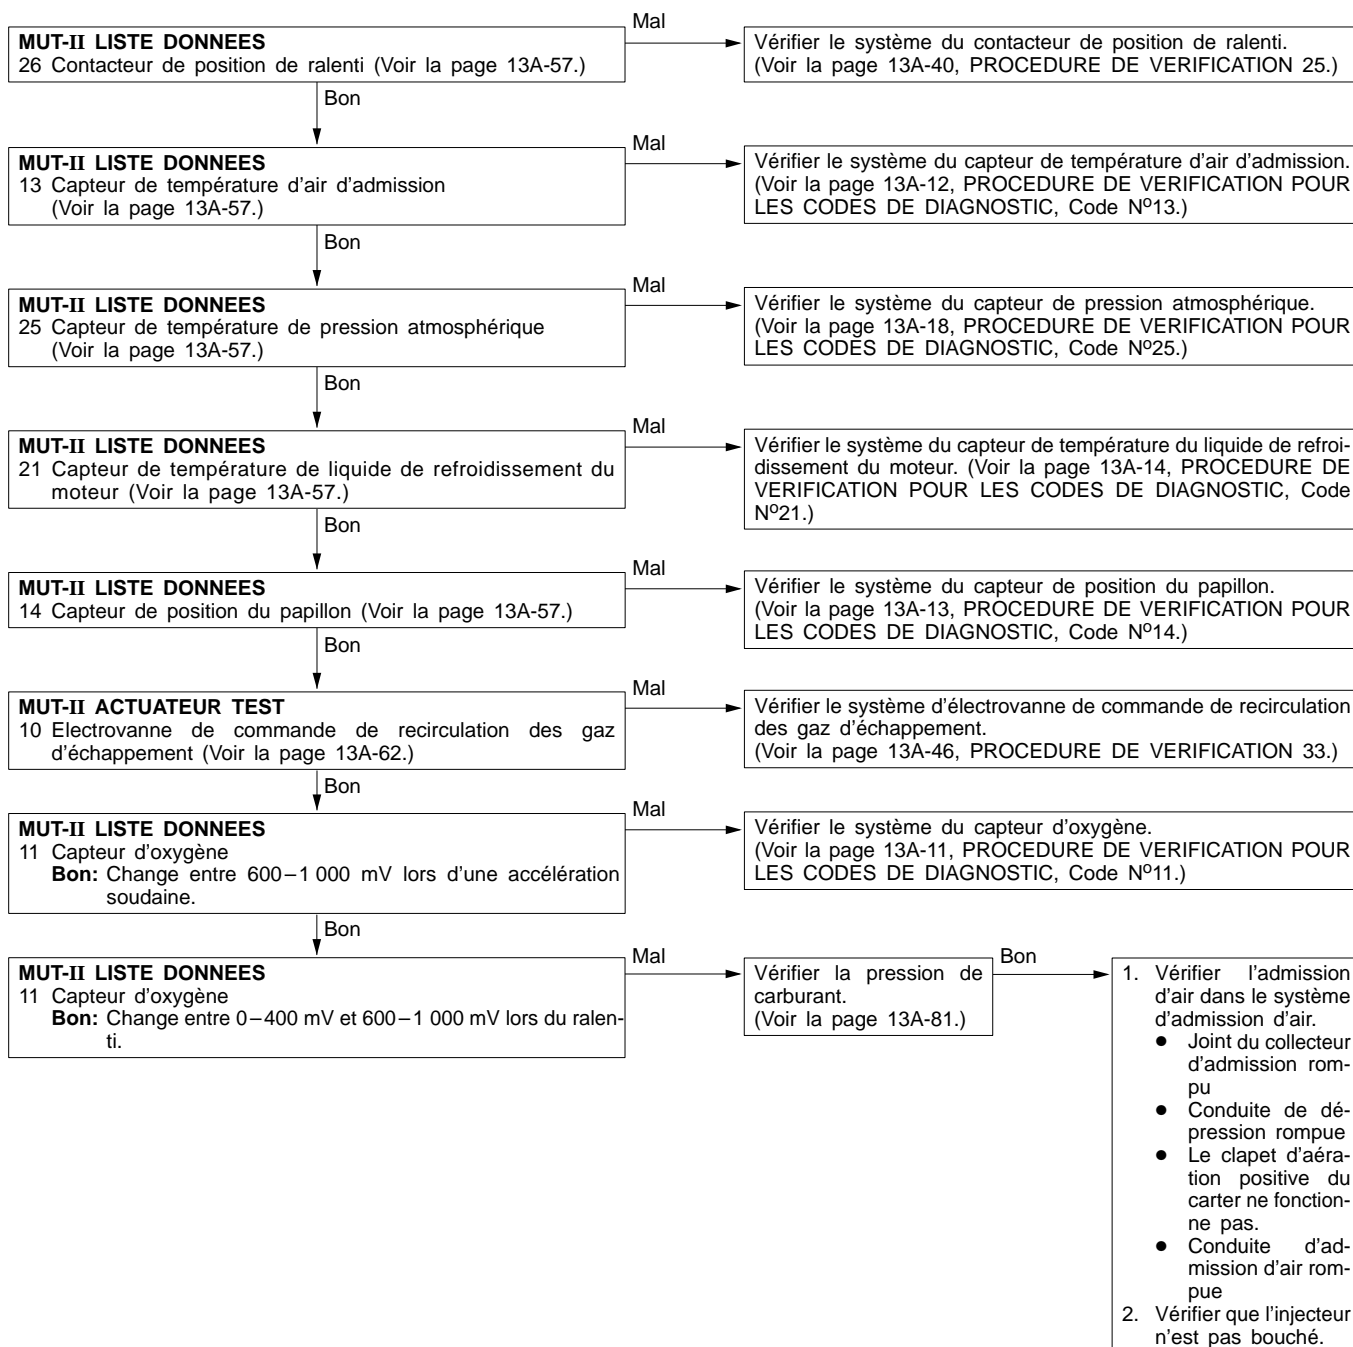 Mal
MUT-II LISTE DONNEES
26 Contacteur de position de ralenti (Voir la page 13A-57.)
Vérifier le système du contacteur de position de ralenti.
(Voir la page 13A-40, PROCEDURE DE VERIFICATION 25.)
Bon
Mal
MUT-II LISTE DONNEES
13 Capteur de température d'air d'admission
(Voir la page 13A-57.)
Vérifier le système du capteur de température d'air d'admission.
(Voir la page 13A-12, PROCEDURE DE VERIFICATION POUR
LES CODES DE DIAGNOSTIC, Code Nº13.)
Bon
Mal
MUT-II LISTE DONNEES
25 Capteur de température de pression atmosphérique
(Voir la page 13A-57.)
Vérifier le système du capteur de pression atmosphérique.
(Voir la page 13A-18, PROCEDURE DE VERIFICATION POUR
LES CODES DE DIAGNOSTIC, Code Nº25.)
Bon
Mal
MUT-II LISTE DONNEES
21 Capteur de température de liquide de refroidissement du
moteur (Voir la page 13A-57.)
Vérifier le système du capteur de température du liquide de refroi-
dissement du moteur. (Voir la page 13A-14, PROCEDURE DE
VERIFICATION POUR LES CODES DE DIAGNOSTIC, Code
Nº21.)
Bon
Mal
MUT-II LISTE DONNEES
14 Capteur de position du papillon (Voir la page 13A-57.)
Vérifier le système du capteur de position du papillon.
(Voir la page 13A-13, PROCEDURE DE VERIFICATION POUR
LES CODES DE DIAGNOSTIC, Code Nº14.)
Bon
Mal
MUT-II ACTUATEUR TEST
10 Electrovanne de commande de recirculation des gaz
d'échappement (Voir la page 13A-62.)
Vérifier le système d'électrovanne de commande de recirculation
des gaz d'échappement.
(Voir la page 13A-46, PROCEDURE DE VERIFICATION 33.)
Bon
Mal
MUT-II LISTE DONNEES
11 Capteur d'oxygène
Bon: Change entre 600–1 000 mV lors d'une accélération
soudaine.
Vérifier le système du capteur d'oxygène.
(Voir la page 13A-11, PROCEDURE DE VERIFICATION POUR
LES CODES DE DIAGNOSTIC, Code Nº11.)
Bon
Mal
MUT-II LISTE DONNEES
11 Capteur d'oxygène
Bon: Change entre 0–400 mV et 600–1 000 mV lors du ralen-
ti.
Vérifier la pression de
carburant.
(Voir la page 13A-81.)
Bon
1. Vérifier l'admission
d'air dans le système
d'admission d'air.
● Joint du collecteur
d'admission rom-
pu
● Conduite de dé-
pression rompue
● Le clapet d'aéra-
tion positive du
carter ne fonction-
ne pas.
● Conduite d'ad-
mission d'air rom-
pue
2. Vérifier que l'injecteur
n'est pas bouché.